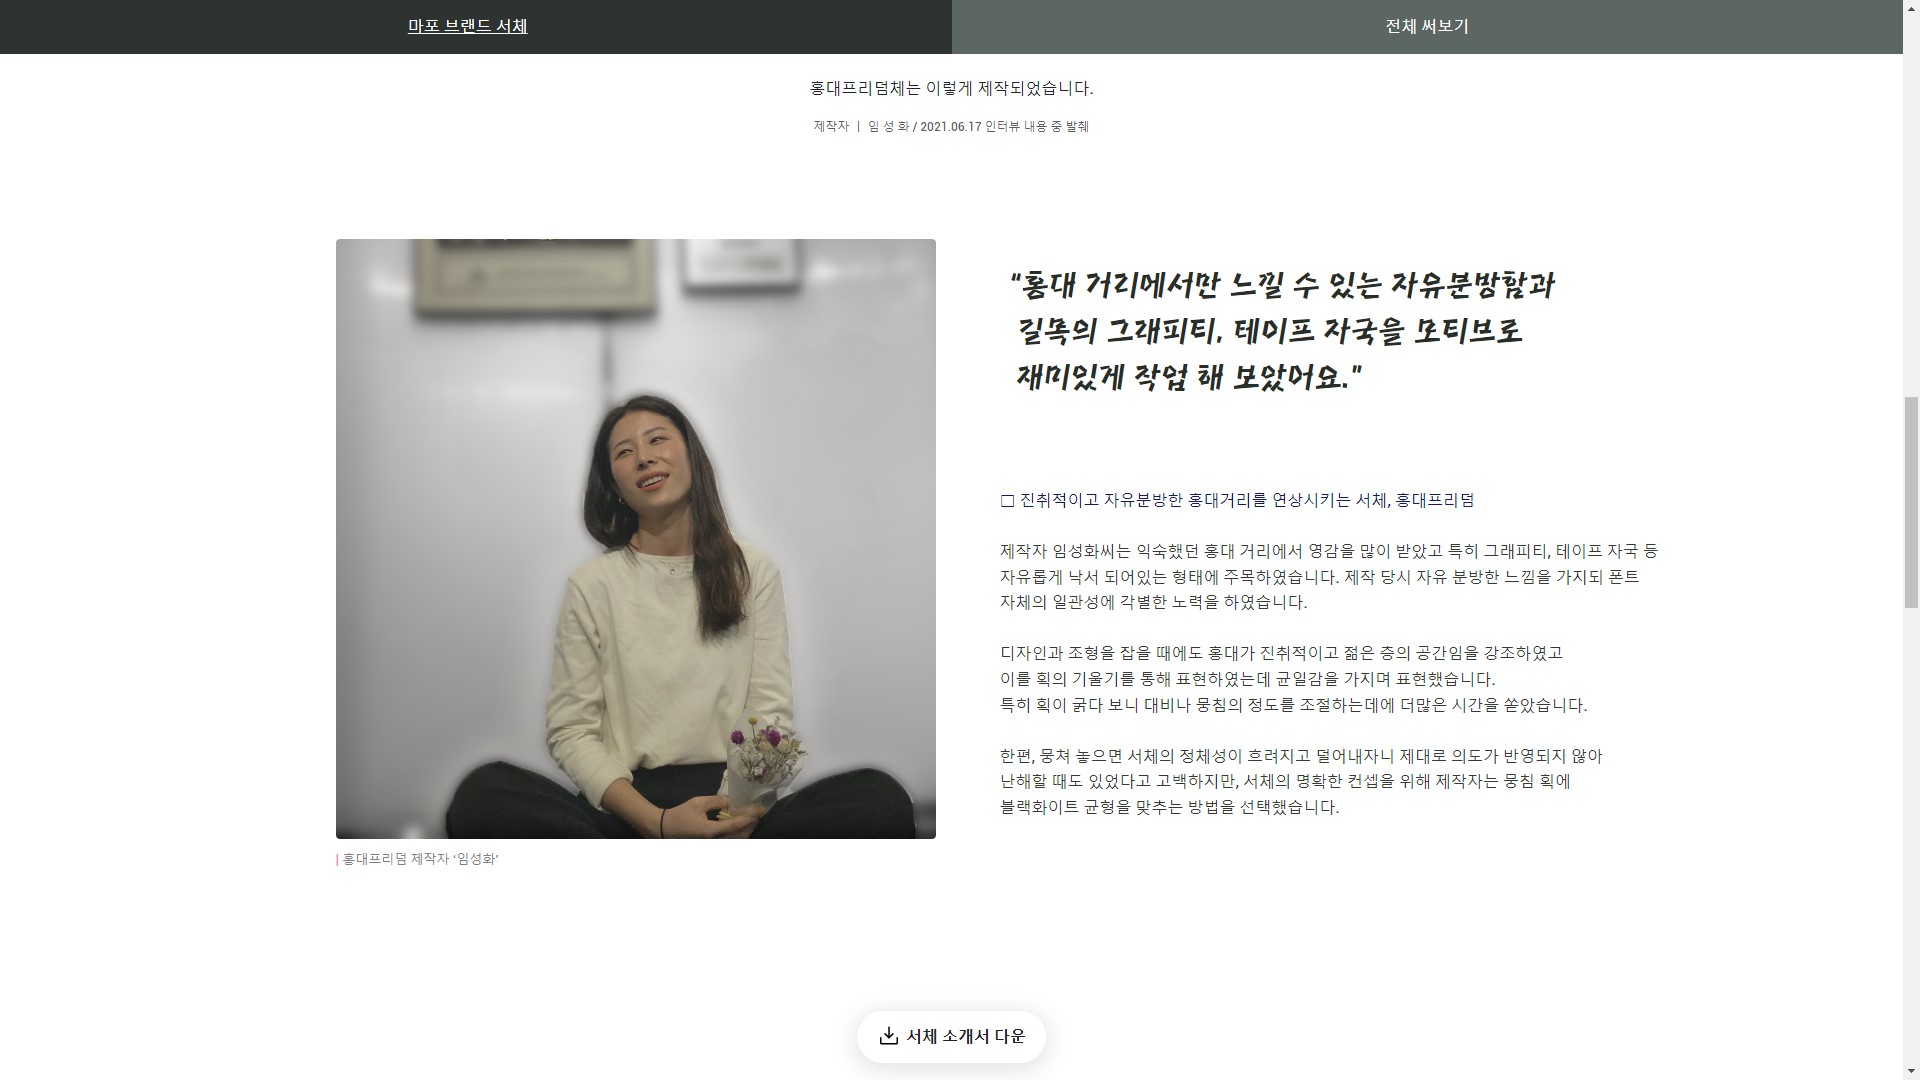 마포 브랜드 서체
전체 써보기
홍대프리덤체는 이렇게 제작되었습니다.
제작자 ㅣ 임 성 화 / 2021.06.17 인터뷰 내용 중 발췌
"홍대 거리에서만 느낄 수 있는 자유분방함과
길목의 그래피티, 테이프 자국을 모티브로
재미있게 작업 해 보았어요."
□ 진취적이고 자유분방한 홍대거리를 연상시키는 서체, 홍대프리덤
제작자 임성화씨는 익숙했던 홍대 거리에서 영감을 많이 받았고 특히 그래피티, 테이프 자국 등
자유롭게 낙서 되어있는 형태에 주목하였습니다. 제작 당시 자유 분방한 느낌을 가지되 폰트
자체의 일관성에 각별한 노력을 하였습니다.
디자인과 조형을 잡을 때에도 홍대가 진취적이고 젊은 층의 공간임을 강조하였고
이를 획의 기울기를 통해 표현하였는데 균일감을 가지며 표현했습니다.
특히 획이 굵다 보니 대비나 뭉침의 정도를 조절하는데에 더많은 시간을 쏟았습니다.
한편, 뭉쳐 놓으면 서체의 정체성이 흐려지고 덜어내자니 제대로 의도가 반영되지 않아
난해할 때도 있었다고 고백하지만, 서체의 명확한 컨셉을 위해 제작자는 뭉침 획에
블랙화이트 균형을 맞추는 방법을 선택했습니다.
| 홍대프리덤 제작자 ‘임성화’
서체 소개서 다운